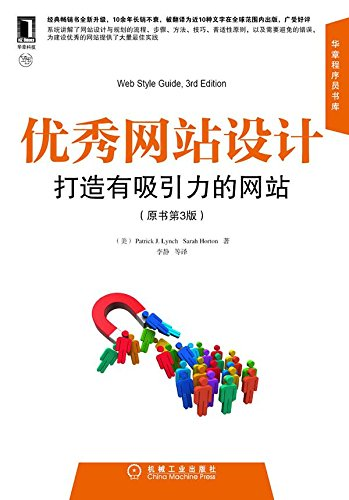 华章科技
经典畅销书全新升级，10余年长销不衰，被翻译为近10种文字在全球范围内出版，广受好评
系统讲解了网站设计与规划的流程、步骤、方法、技巧、普适性原则，以及需要避免的错误，
为建设优秀的网站提供了大量最佳实践
华章程序员书库
Web Style Guide, 3rd Edition
优秀网站设计
打造有吸引力的网站
（原书第3版）
（美） Patrick J. Lynch Sarah Horton 著
李静 等译
机械工业出版社
China Machine Press